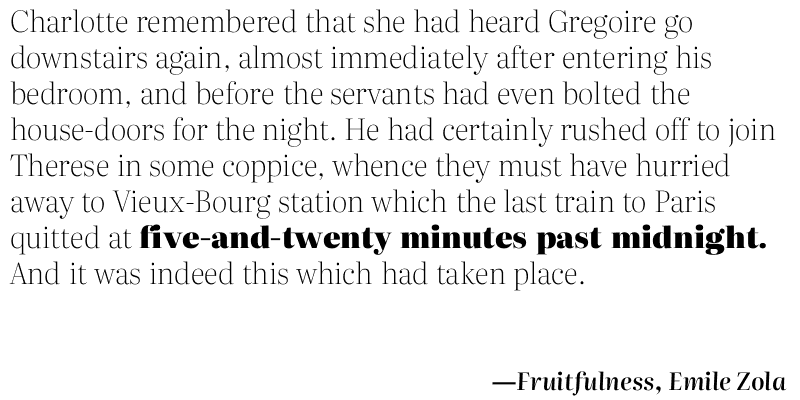 Charlotte remembered that she had heard Gregoire go
downstairs again, almost immediately after entering his
bedroom, and before the servants had even bolted the
house-doors for the night. He had certainly rushed off to join
Therese in some coppice, whence they must have hurried
away to Vieux-Bourg station which the last train to Paris
quitted at five-and-twenty minutes past midnight.
And it was indeed this which had taken place.
—Fruitfulness, Emile Zola